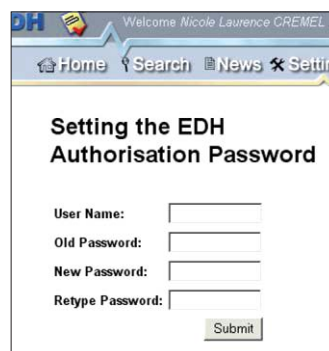 DH Welcome Nicole Laurence CREMEL
Home Search News
Setting the EDH
Authorisation Password
User Name:
Old Password:
New Password:
Retype Password:
Submit